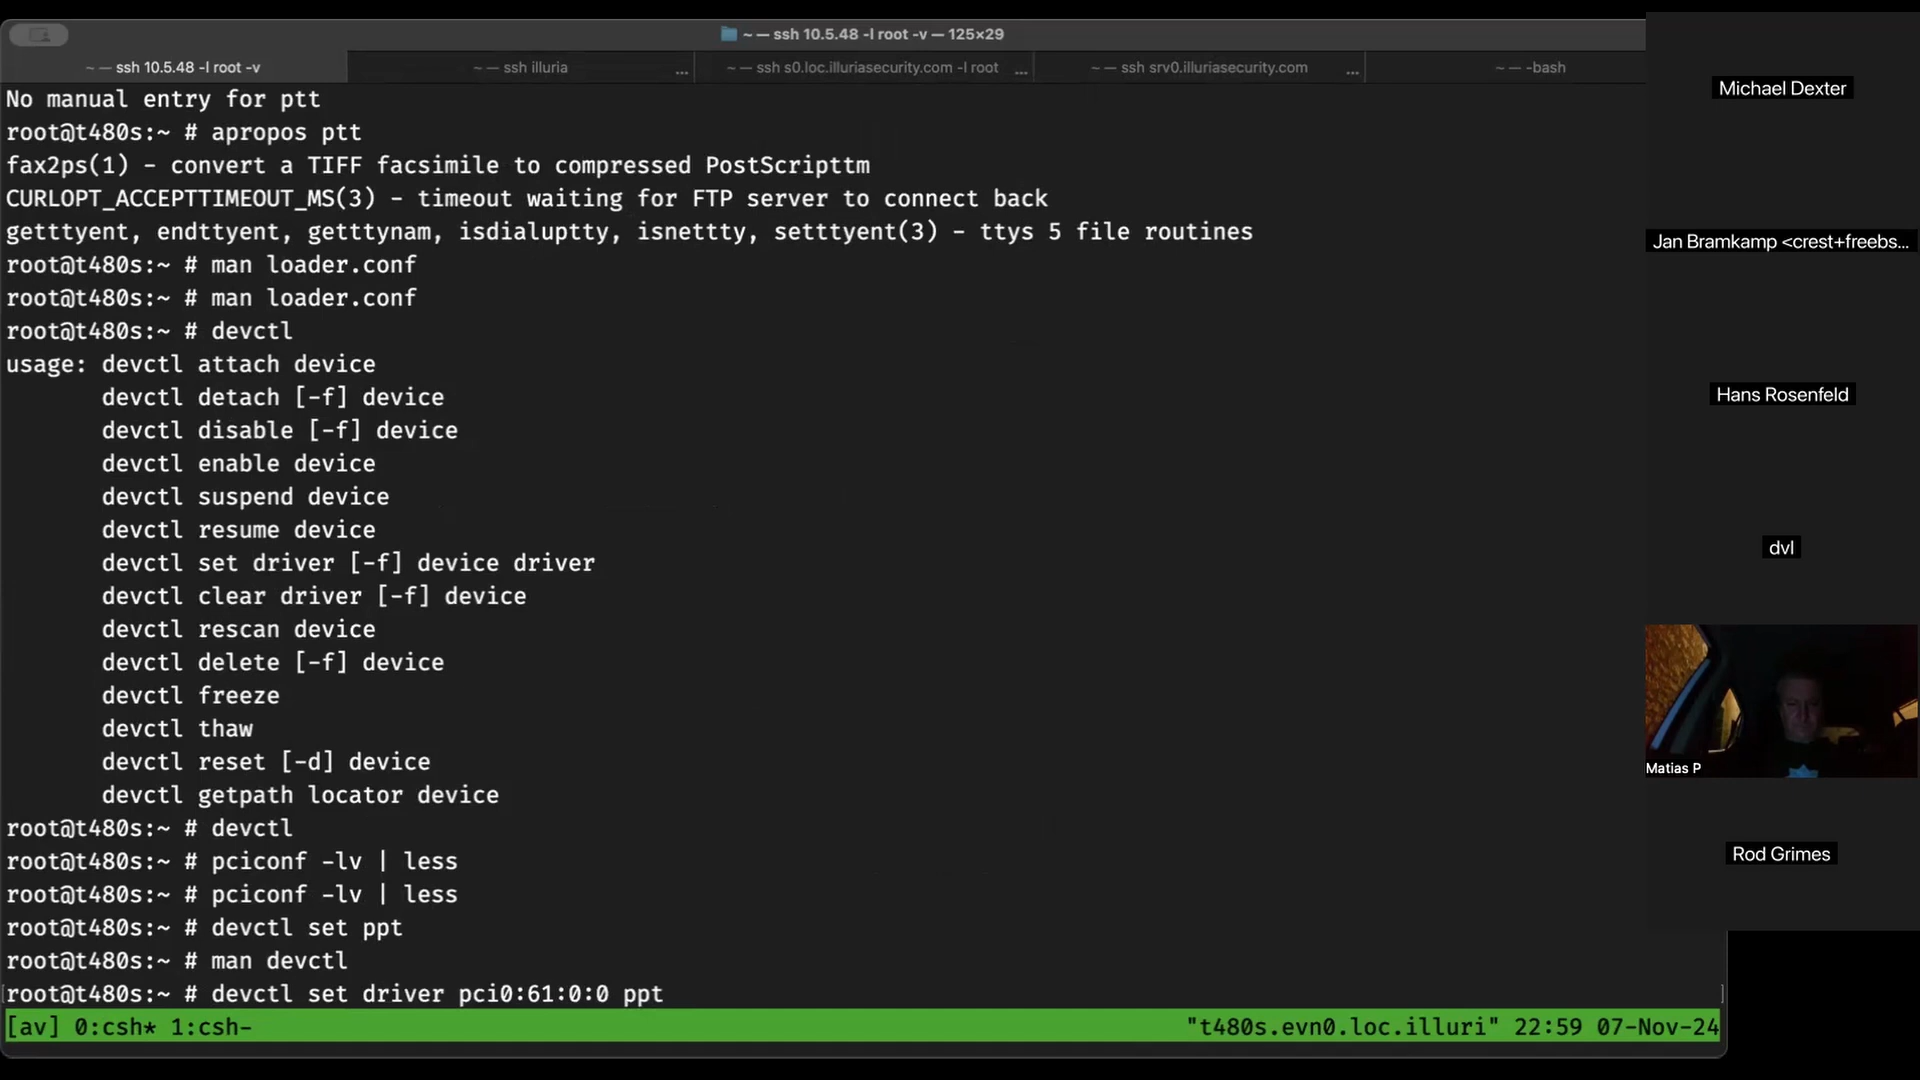 ~ — ssh 10.5.48 -l root -v — 125×29
~ — ssh 10.5.48 -l root -v
~ — ssh illuria ...
~ — ssh s0.loc.illuriasecurity.com -l root ...
~ — ssh srv0.illuriasecurity.com ...
~ — -bash
No manual entry for ptt
root@t480s:~ # apropos ptt
fax2ps(1) - convert a TIFF facsimile to compressed PostScripttm
CURLOPT_ACCEPTTIMEOUT_MS(3) - timeout waiting for FTP server to connect back
getttyent, endttyent, getttynam, isdialuptty, isnettty, setttyent(3) - ttys 5 file routines
root@t480s:~ # man loader.conf
root@t480s:~ # man loader.conf
root@t480s:~ # devctl
usage: devctl attach device
devctl detach [-f] device
devctl disable [-f] device
devctl enable device
devctl suspend device
devctl resume device
devctl set driver [-f] device driver
devctl clear driver [-f] device
devctl rescan device
devctl delete [-f] device
devctl freeze
devctl thaw
devctl reset [-d] device
devctl getpath locator device
root@t480s:~ # devctl
root@t480s:~ # pciconf -lv | less
root@t480s:~ # pciconf -lv | less
root@t480s:~ # devctl set ppt
root@t480s:~ # man devctl
root@t480s:~ # devctl set driver pci0:61:0:0 ppt
[av] 0:csh* 1:csh- "t480s.evn0.loc.illuri" 22:59 07-Nov-24
Michael Dexter
Jan Bramkamp <crest+freebs...
Hans Rosenfeld
dvl
Matias P
Rod Grimes